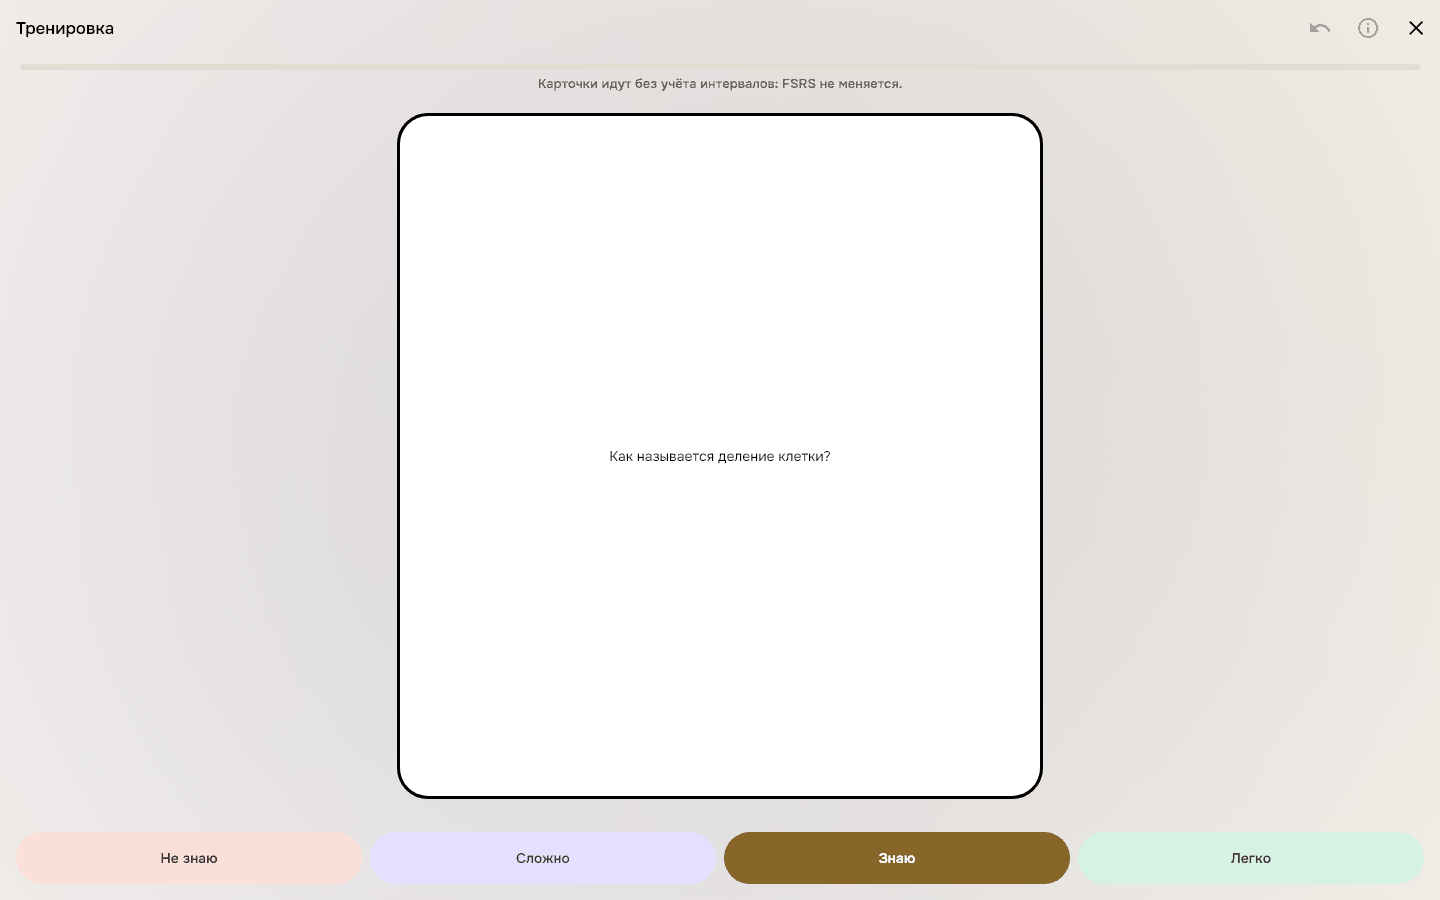 Тренировка
Карточки идут без учёта интервалов: FSRS не меняется.
Как называется деление клетки?
Не знаю
Сложно
Знаю
Легко